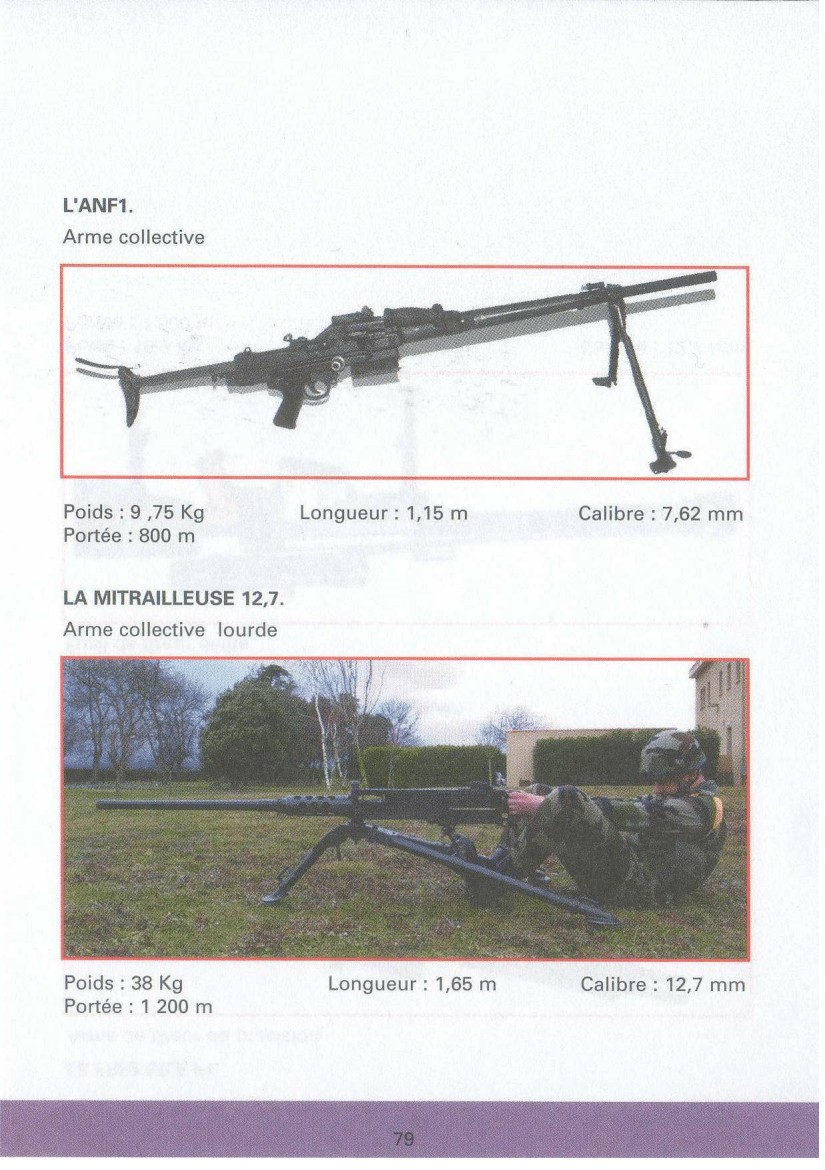 L'ANF1.
Arme collective
Poids : 9 ,75 Kg Longueur : 1,15 m Calibre : 7,62 mm
Portée : 800 m
LA MITRAILLEUSE 12,7.
Arme collective lourde
Poids : 38 Kg Longueur : 1,65 m Calibre : 12,7 mm
Portée : 1 200 m
79